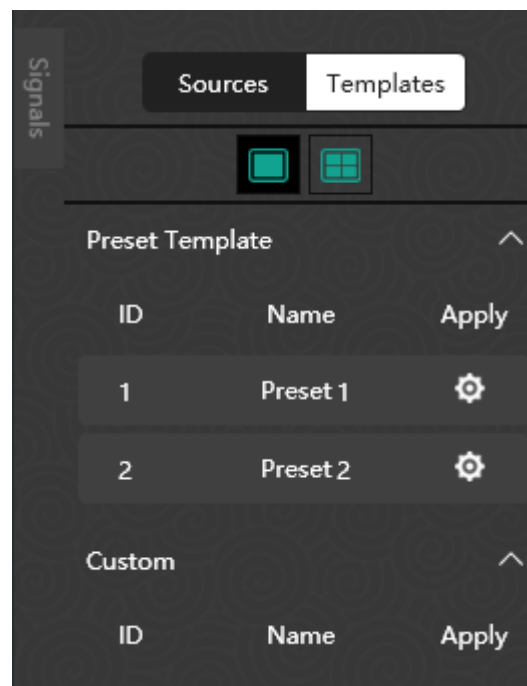 Signals
Sources Templates
Preset Template
ID Name Apply
1 Preset 1
2 Preset 2
Custom
ID Name Apply